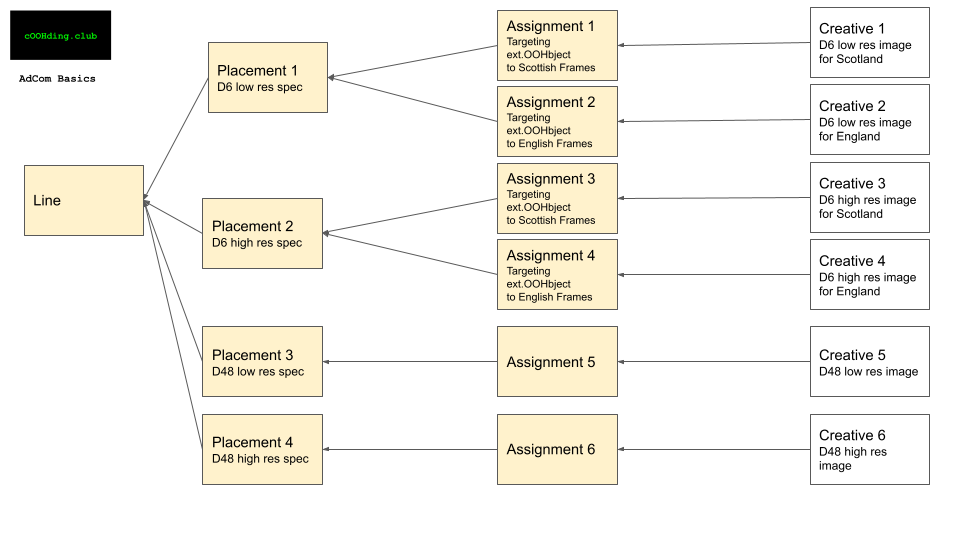 cOOHding.club
AdCom Basics
Line
Placement 1
D6 low res spec
Placement 2
D6 high res spec
Placement 3
D48 low res spec
Placement 4
D48 high res spec
Assignment 1
Targeting
ext.OOHbject
to Scottish Frames
Assignment 2
Targeting
ext.OOHbject
to English Frames
Assignment 3
Targeting
ext.OOHbject
to Scottish Frames
Assignment 4
Targeting
ext.OOHbject
to English Frames
Assignment 5
Assignment 6
Creative 1
D6 low res image
for Scotland
Creative 2
D6 low res image
for England
Creative 3
D6 high res image
for Scotland
Creative 4
D6 high res image
for England
Creative 5
D48 low res image
Creative 6
D48 high res
image